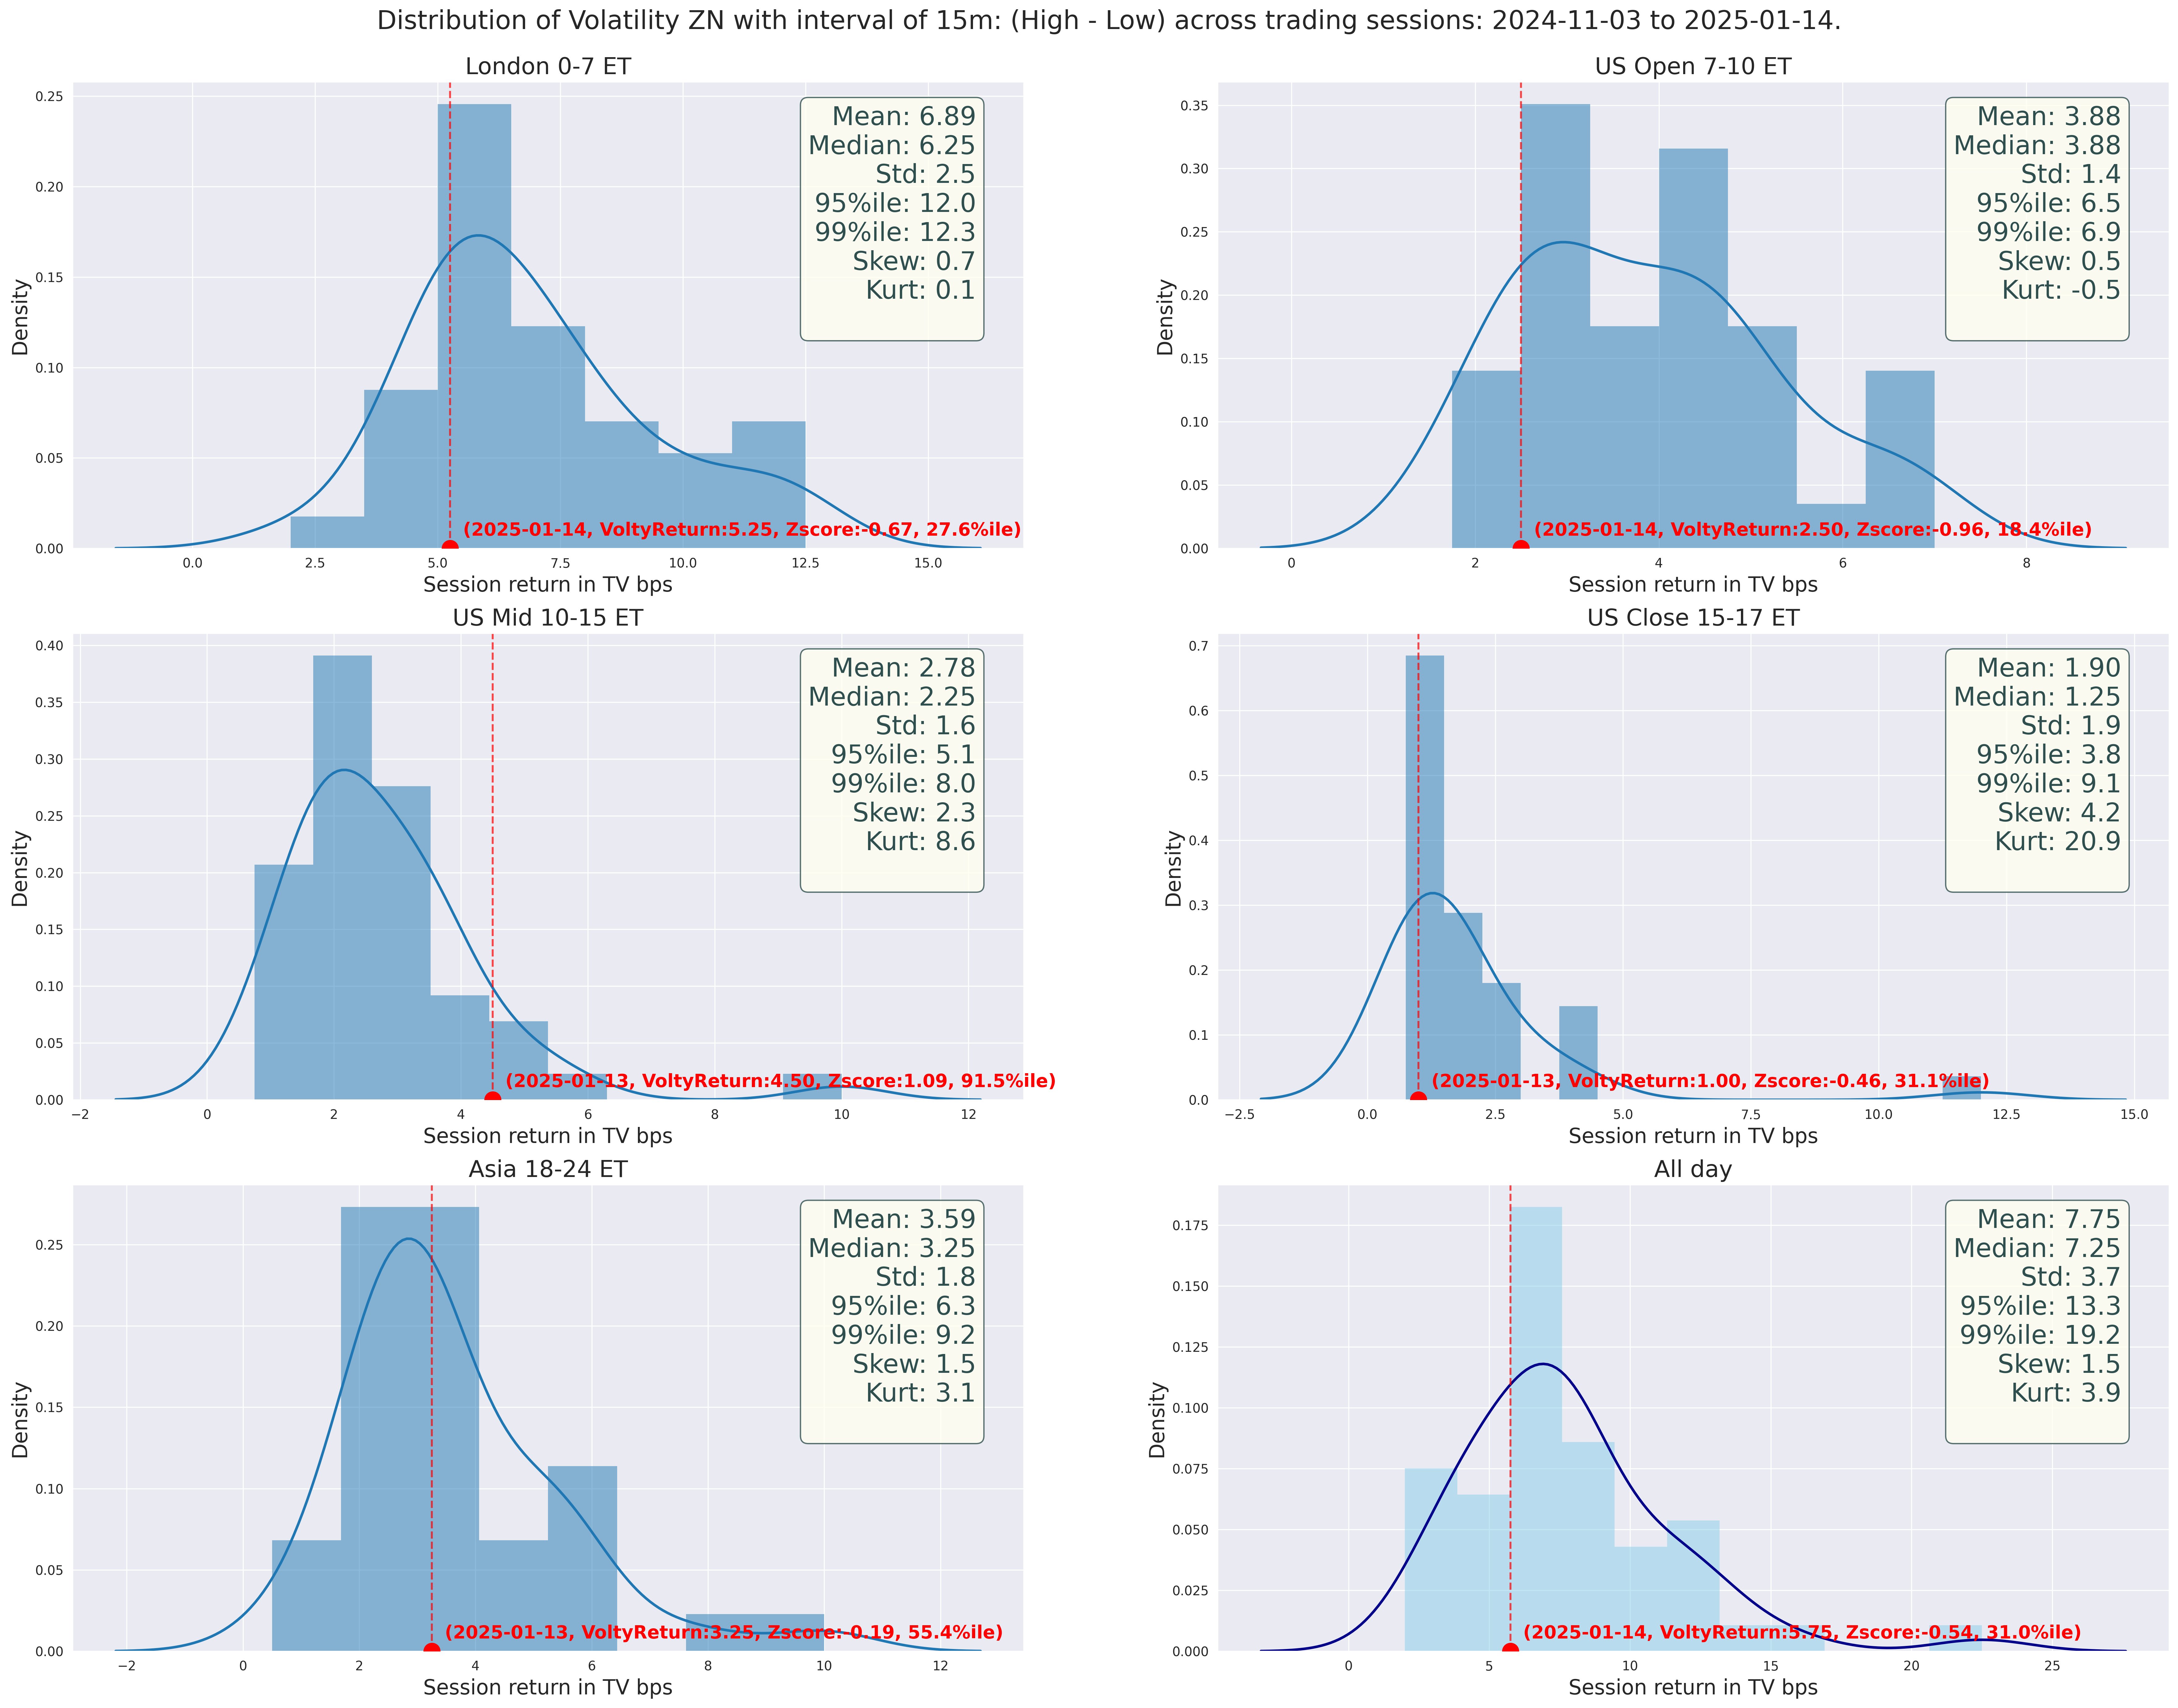 Distribution of Volatility ZN with interval of 15m: (High - Low) across trading sessions: 2024-11-03 to 2025-01-14.
London 0-7 ET
0.25
0.20
0.15
0.10
0.05
0.00
Density
Mean: 6.89
Median: 6.25
Std: 2.5
95%ile: 12.0
99%ile: 12.3
Skew: 0.7
Kurt: 0.1
(2025-01-14, VoltyReturn:5.25, Zscore:-0.67, 27.6%ile)
0.0 2.5 5.0 7.5 10.0 12.5 15.0
Session return in TV bps
US Open 7-10 ET
0.35
0.30
0.25
0.20
0.15
0.10
0.05
0.00
Density
Mean: 3.88
Median: 3.88
Std: 1.4
95%ile: 6.5
99%ile: 6.9
Skew: 0.5
Kurt: -0.5
(2025-01-14, VoltyReturn:2.50, Zscore:-0.96, 18.4%ile)
0 2 4 6 8
Session return in TV bps
US Mid 10-15 ET
0.40
0.35
0.30
0.25
0.20
0.15
0.10
0.05
0.00
Density
Mean: 2.78
Median: 2.25
Std: 1.6
95%ile: 5.1
99%ile: 8.0
Skew: 2.3
Kurt: 8.6
(2025-01-13, VoltyReturn:4.50, Zscore:1.09, 91.5%ile)
−2 0 2 4 6 8 10 12
Session return in TV bps
US Close 15-17 ET
0.7
0.6
0.5
0.4
0.3
0.2
0.1
0.0
Density
Mean: 1.90
Median: 1.25
Std: 1.9
95%ile: 3.8
99%ile: 9.1
Skew: 4.2
Kurt: 20.9
(2025-01-13, VoltyReturn:1.00, Zscore:-0.46, 31.1%ile)
−2.5 0.0 2.5 5.0 7.5 10.0 12.5 15.0
Session return in TV bps
Asia 18-24 ET
0.25
0.20
0.15
0.10
0.05
0.00
Density
Mean: 3.59
Median: 3.25
Std: 1.8
95%ile: 6.3
99%ile: 9.2
Skew: 1.5
Kurt: 3.1
(2025-01-13, VoltyReturn:3.25, Zscore:-0.19, 55.4%ile)
−2 0 2 4 6 8 10 12
Session return in TV bps
All day
0.175
0.150
0.125
0.100
0.075
0.050
0.025
0.000
Density
Mean: 7.75
Median: 7.25
Std: 3.7
95%ile: 13.3
99%ile: 19.2
Skew: 1.5
Kurt: 3.9
(2025-01-14, VoltyReturn:5.75, Zscore:-0.54, 31.0%ile)
0 5 10 15 20 25
Session return in TV bps